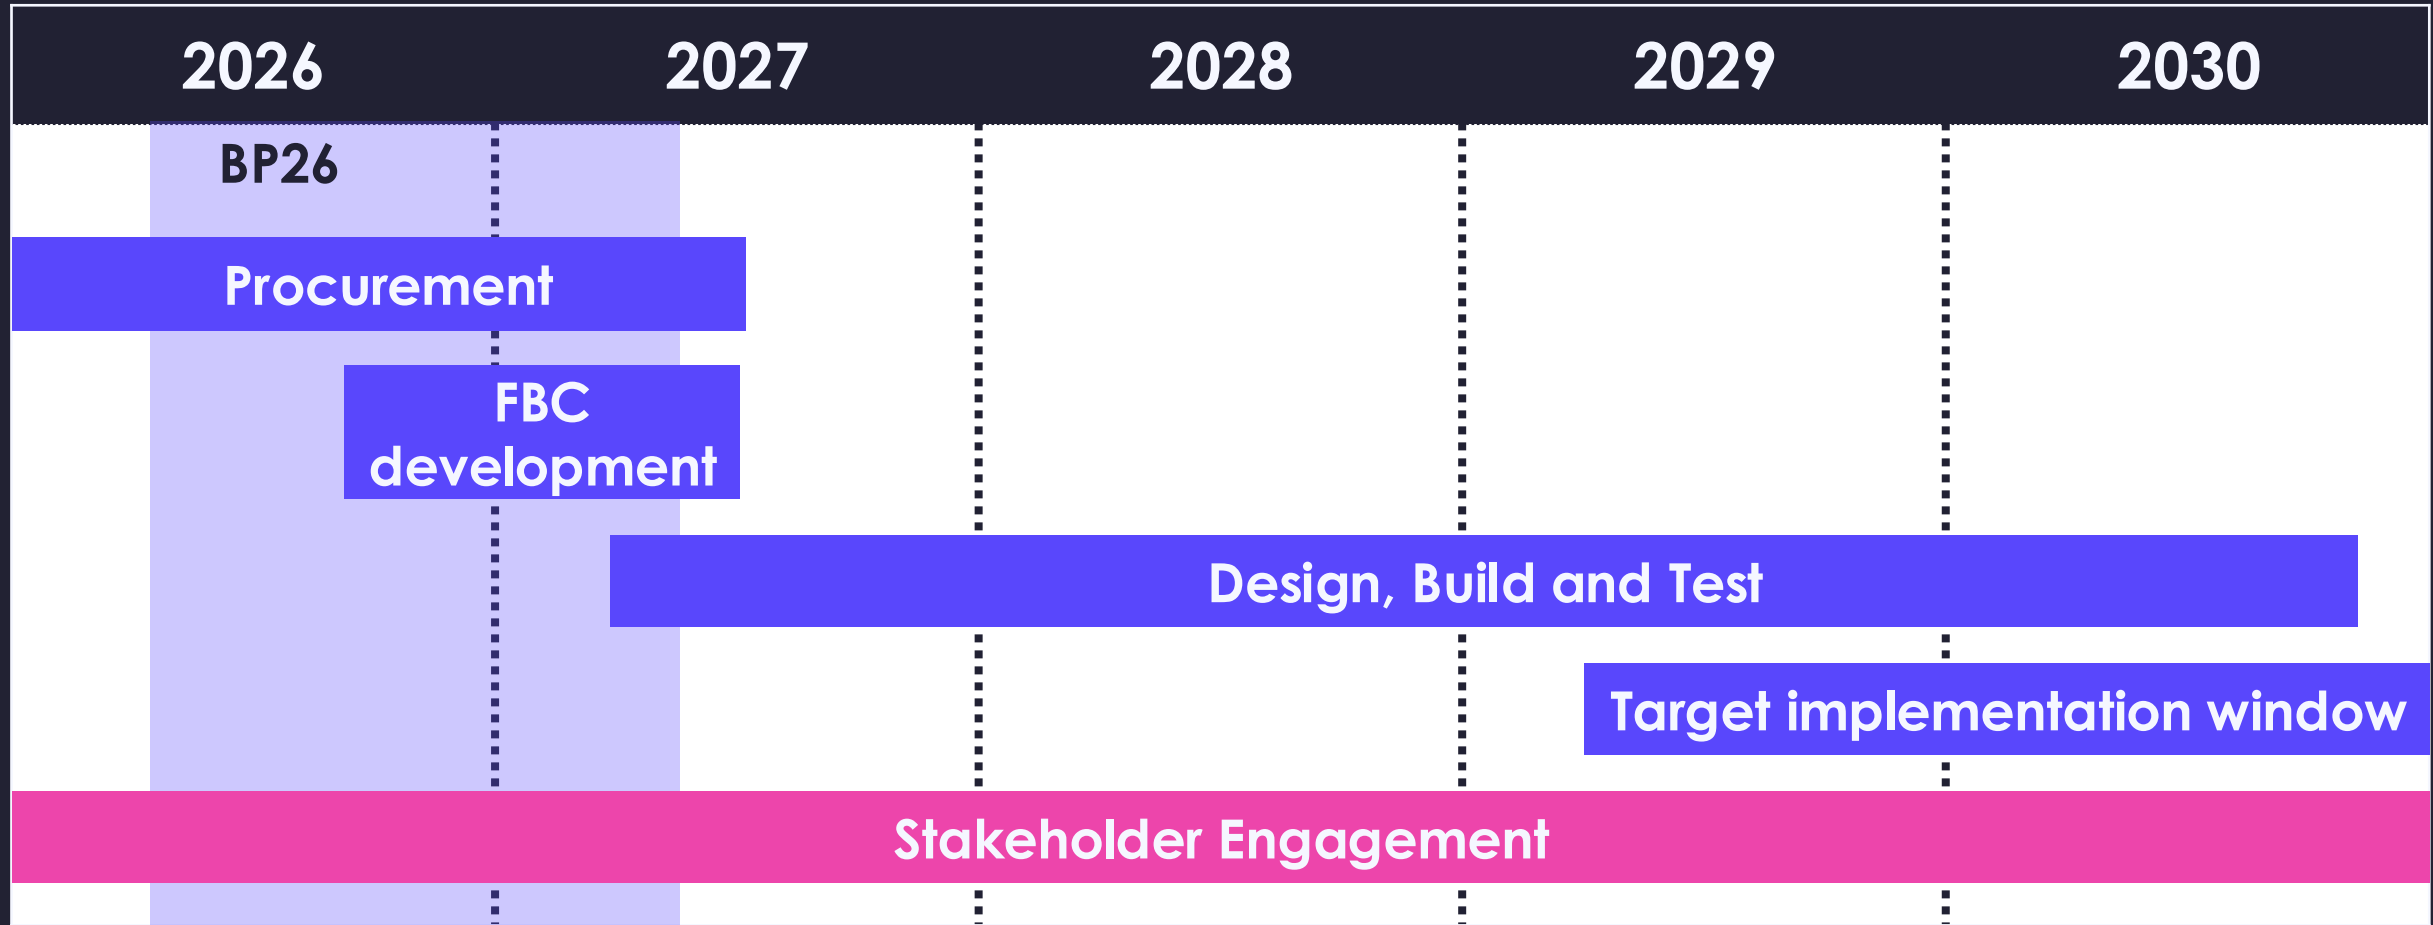 2026 2027 2028 2029 2030
BP26
Procurement
FBC
development
Design, Build and Test
Target implementation window
Stakeholder Engagement